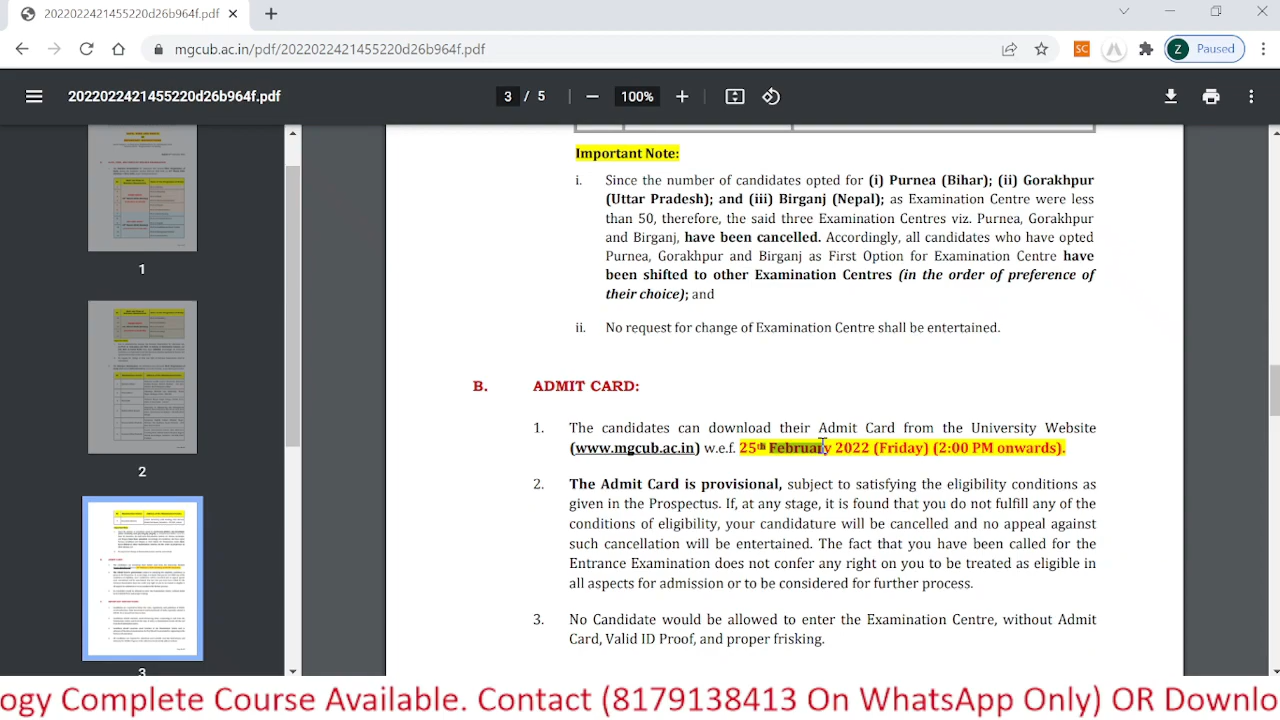 2022022421455220d26b964f.pdf
mgcub.ac.in/pdf/2022022421455220d26b964f.pdf
SC
Z Paused
2022022421455220d26b964f.pdf
3 / 5
100%
1
2
3
Important Note:
i. Since the number of candidates opting (i) Purnea (Bihar); (ii) Gorakhpur
(Uttar Pradesh); and (iii) Birganj (Nepal); as Examination Centre were less
than 50, therefore, the said three Examination Centres viz. Purnea, Gorakhpur
and Birganj, have been cancelled. Accordingly, all candidates who have opted
Purnea, Gorakhpur and Birganj as First Option for Examination Centre have
been shifted to other Examination Centres (in the order of preference of
their choice); and
ii. No request for change of Examination Centre shall be entertained.
B. ADMIT CARD:
1. The candidates can download their Admit Card from the University Website
(www.mgcub.ac.in) w.e.f. 25th February 2022 (Friday) (2:00 PM onwards).
2. The Admit Card is provisional, subject to satisfying the eligibility conditions as
given in the Prospectus. If, at any stage, it is found that you do not fulfill any of the
conditions of eligibility, your candidature will be cancelled and no appeal against
such cancellation will be entertained. The fact that you have been called for the
Entrance Examination does not necessarily mean that you be treated as eligible in
all respect for admission or to be considered for further process.
3. No candidate would be allowed to enter the Examination Centre, without Admit
Card, Valid ID Proof, and proper frisking.
ogy Complete Course Available. Contact (8179138413 On WhatsApp Only) OR Downlo